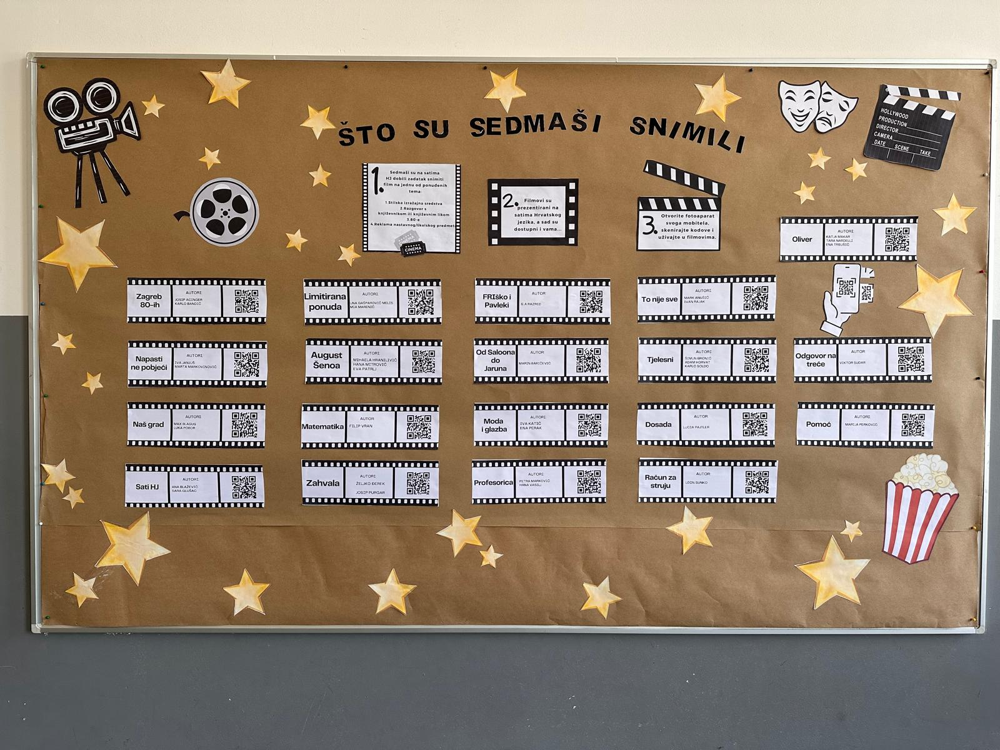 ŠTO SU SEDMAŠI SNIMILI
HOLLYWOOD
PRODUCTION
DIRECTOR
CAMERA
DATE SCENE TAKE
1.
Sedmaši su na satima
HJ dobili zadatak snimiti
film na jednu od ponuđenih
tema:
1.Stilska izražajna sredstva
2.Razgovor s
književnikom ili književnim likom
3.80-e
4.Reklama nastavnog/školskog predmeta
CINEMA
CINEMA
2.
Filmovi su
prezentirani na
satima Hrvatskog
jezika, a sad su
dostupni i vama...
3.
Otvorite fotoaparat
svoga mobitela,
skenirajte kodove i
uživajte u filmovima.
Oliver
AUTORI:
KATJA MAKAR
TARA NARDELLI
ENA TRBUŠIĆ
Zagreb
80-ih
AUTORI:
JOSIP ACINGER
KARLO BANDIĆ
Limitirana
ponuda
AUTORI:
UNA GAŠPAROVIĆ MELIS
MIA MARENIĆ
FRIško i
Pavleki
AUTOR:
To nije sve
AUTORI:
MARK ANUŠIĆ
IVAN RAJAK
Napasti
ne pobjeći
AUTORI:
IVA JANJUŠ
MARTA MARKOVINOVIĆ
August
Šenoa
AUTORI:
MIHAELA HRANILIVIĆ
HANA MITROVIĆ
EVA PATRLJ
Od Saloona
do
Jaruna
AUTOR:
MARIN BARIČEVIĆ
Tjelesni
AUTORI:
ŠIMUN BRONIĆ
ADAM HORVAT
KARLO SOLDO
Odgovor na
treće
AUTOR:
VIKTOR SUDAR
Naš grad
AUTORI:
MAX BLAGUS
LUKA POBOR
Matematika
AUTOR:
FILIP VRAN
Moda
i glazba
AUTORI:
IVA KATIĆ
ENA PERAK
Dosada
AUTOR:
LUCIA PAJTLER
Pomoć
AUTOR:
MARIJA PERKOVIĆ
Sati HJ
AUTORI:
ANA BLAŽEVIĆ
SARA GLUŠAC
Zahvala
AUTORI:
ŽELJKO ĐEREK
JOSIP PURGAR
Profesorica
AUTORI:
PETRA MARKOVIĆ
HANA VASILJ
Račun za
struju
AUTOR:
LEON SUNKO